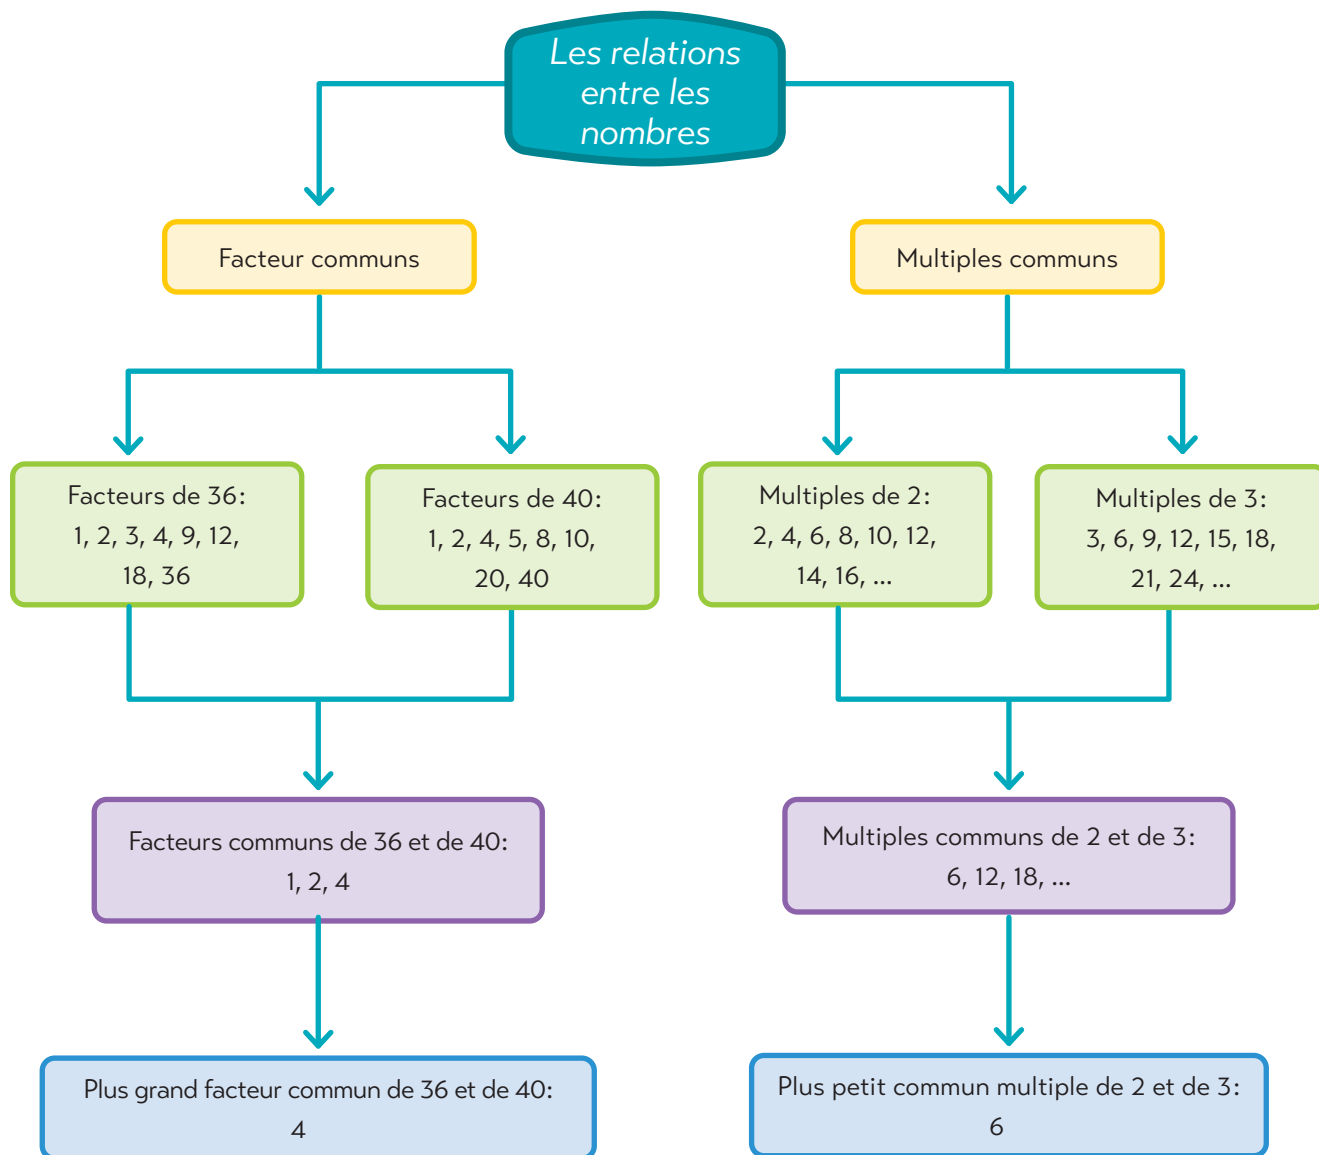 Les relations
entre les
nombres
Facteur communs
Multiples communs
Facteurs de 36:
1, 2, 3, 4, 9, 12,
18, 36
Facteurs de 40:
1, 2, 4, 5, 8, 10,
20, 40
Multiples de 2:
2, 4, 6, 8, 10, 12,
14, 16, ...
Multiples de 3:
3, 6, 9, 12, 15, 18,
21, 24, ...
Facteurs communs de 36 et de 40:
1, 2, 4
Multiples communs de 2 et de 3:
6, 12, 18, ...
Plus grand facteur commun de 36 et de 40:
4
Plus petit commun multiple de 2 et de 3:
6